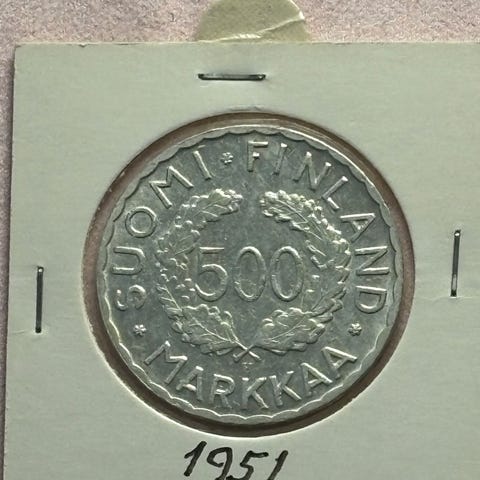 SUOMI * FINLAND
500
* MARKKAA *
1951